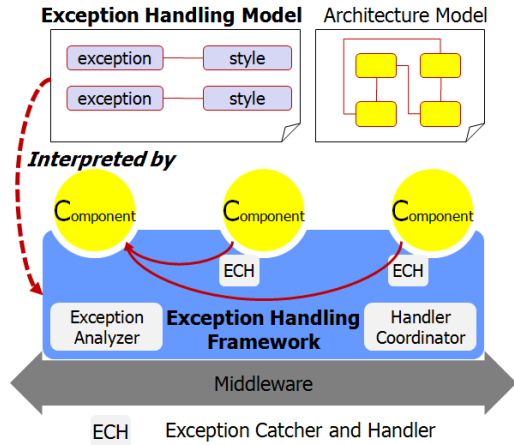 Exception Handling Model
Architecture Model
exception style
exception style
Interpreted by
Component Component Component
ECH ECH
Exception Analyzer
Exception Handling Framework
Handler Coordinator
Middleware
ECH Exception Catcher and Handler